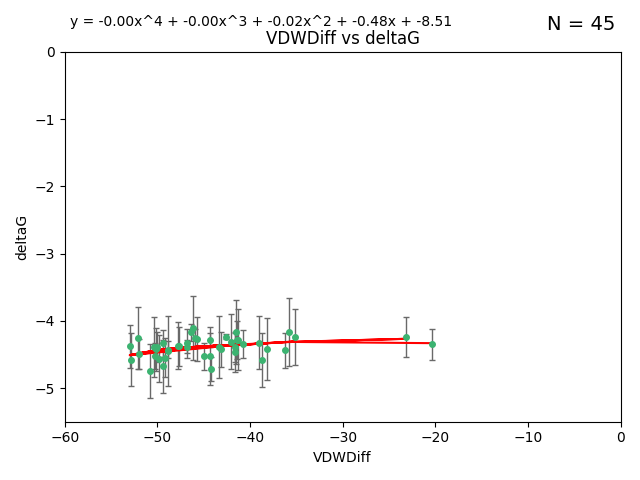 y = -0.00x^4 + -0.00x^3 + -0.02x^2 + -0.48x + -8.51
N = 45
VDWDiff vs deltaG
0
−1
−2
−3
−4
−5
deltaG
−60
−50
−40
−30
−20
−10
0
VDWDiff